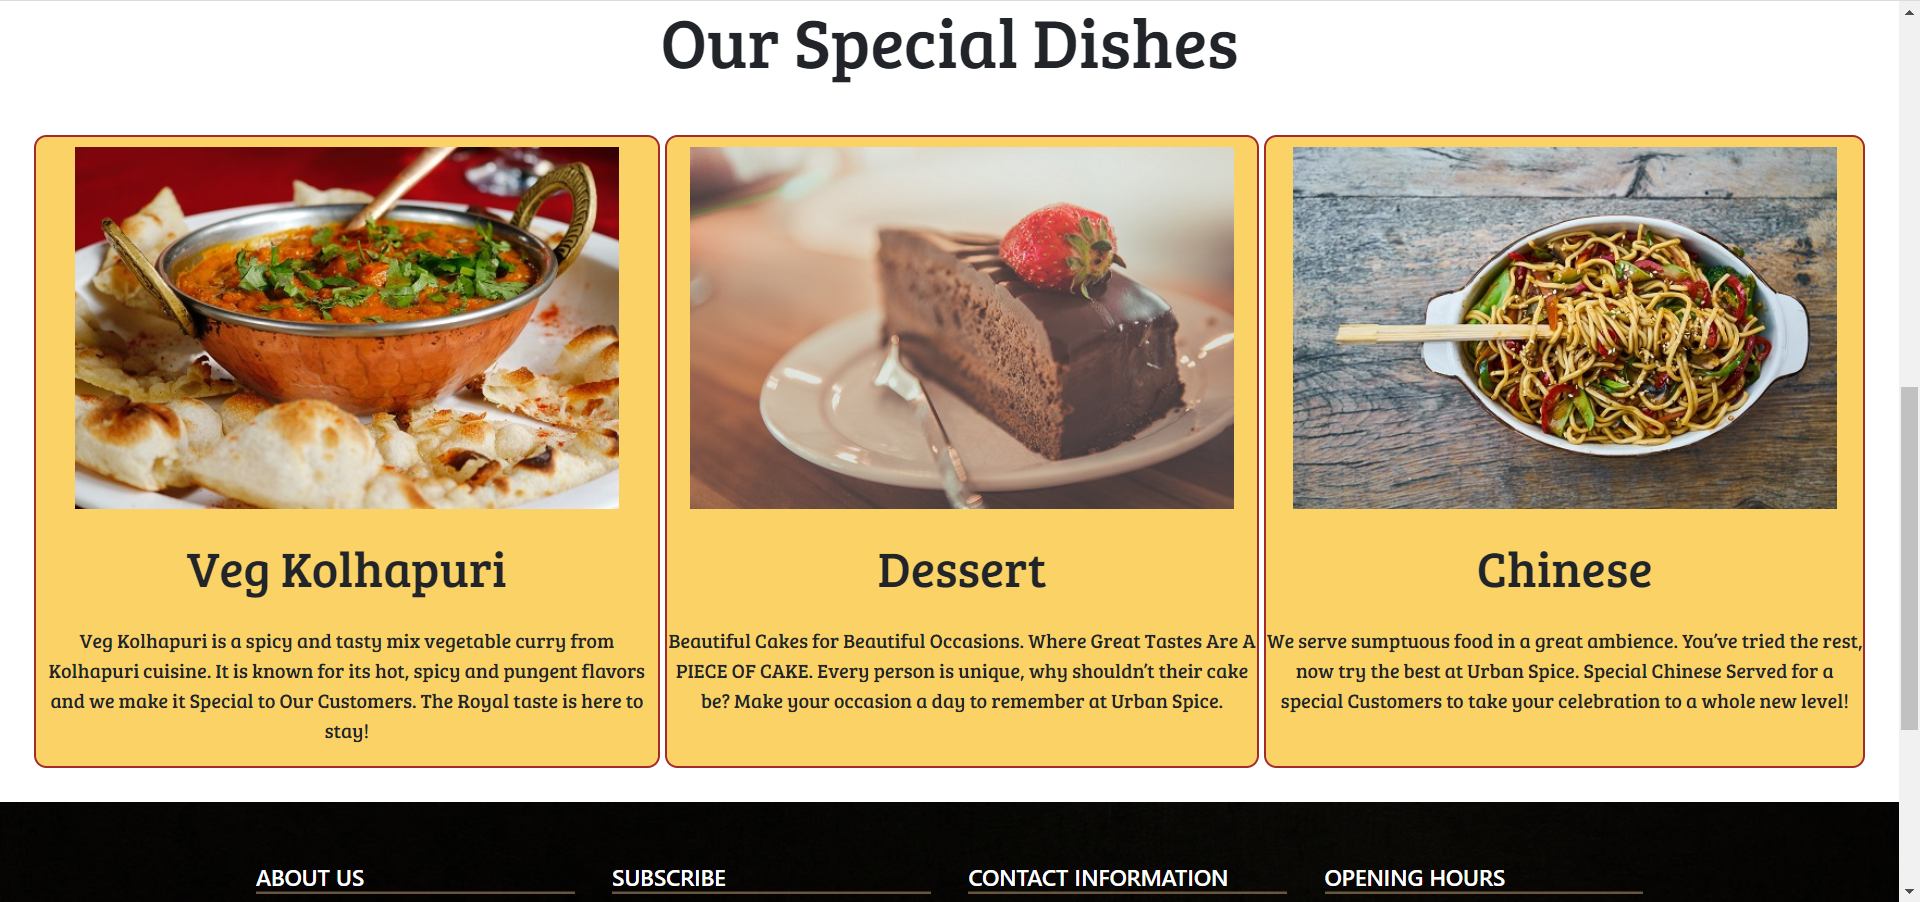 Our Special Dishes
Veg Kolhapuri
Veg Kolhapuri is a spicy and tasty mix vegetable curry from
Kolhapuri cuisine. It is known for its hot, spicy and pungent flavors
and we make it Special to Our Customers. The Royal taste is here to
stay!
Dessert
Beautiful Cakes for Beautiful Occasions. Where Great Tastes Are A
PIECE OF CAKE. Every person is unique, why shouldn’t their cake
be? Make your occasion a day to remember at Urban Spice.
Chinese
We serve sumptuous food in a great ambience. You’ve tried the rest,
now try the best at Urban Spice. Special Chinese Served for a
special Customers to take your celebration to a whole new level!
ABOUT US
SUBSCRIBE
CONTACT INFORMATION
OPENING HOURS